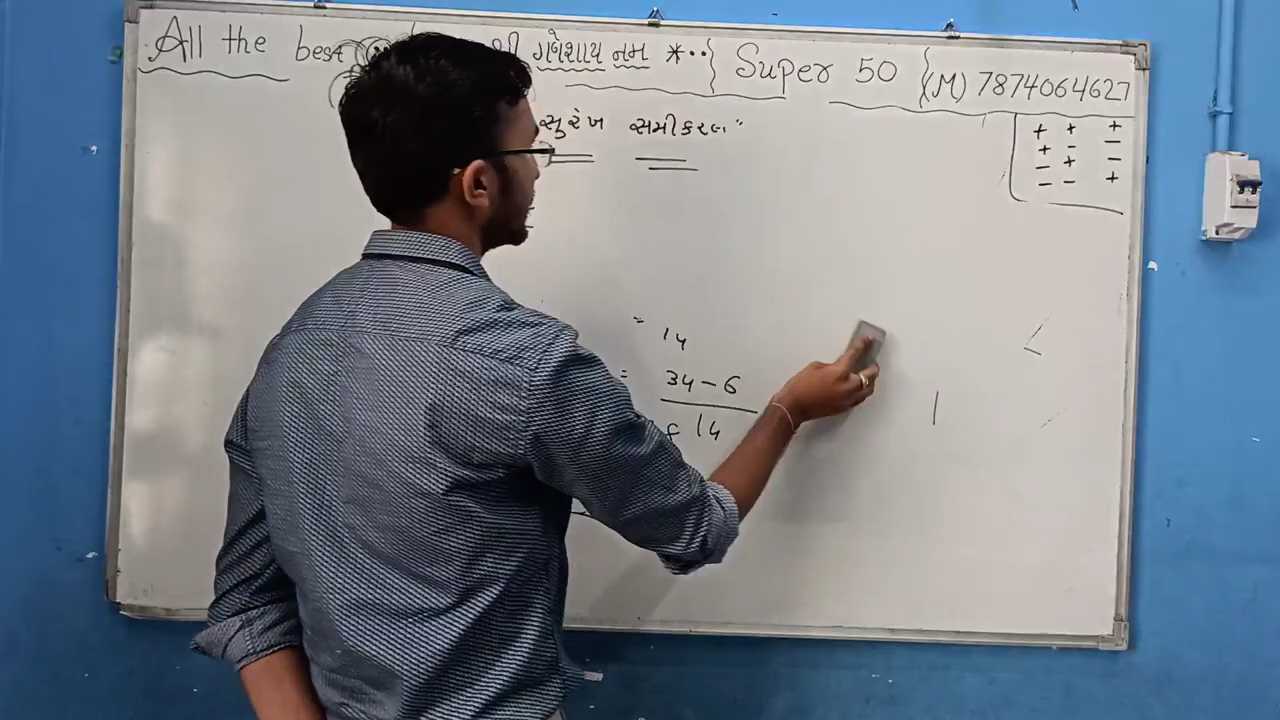 All the best શ્રી ગણેશાય નમ *..} Super 50 {(M) 7874064627
સુરેખ સમીકરણ"
+ + +
+ - -
- + -
- - +
= 14
= 34-6
14